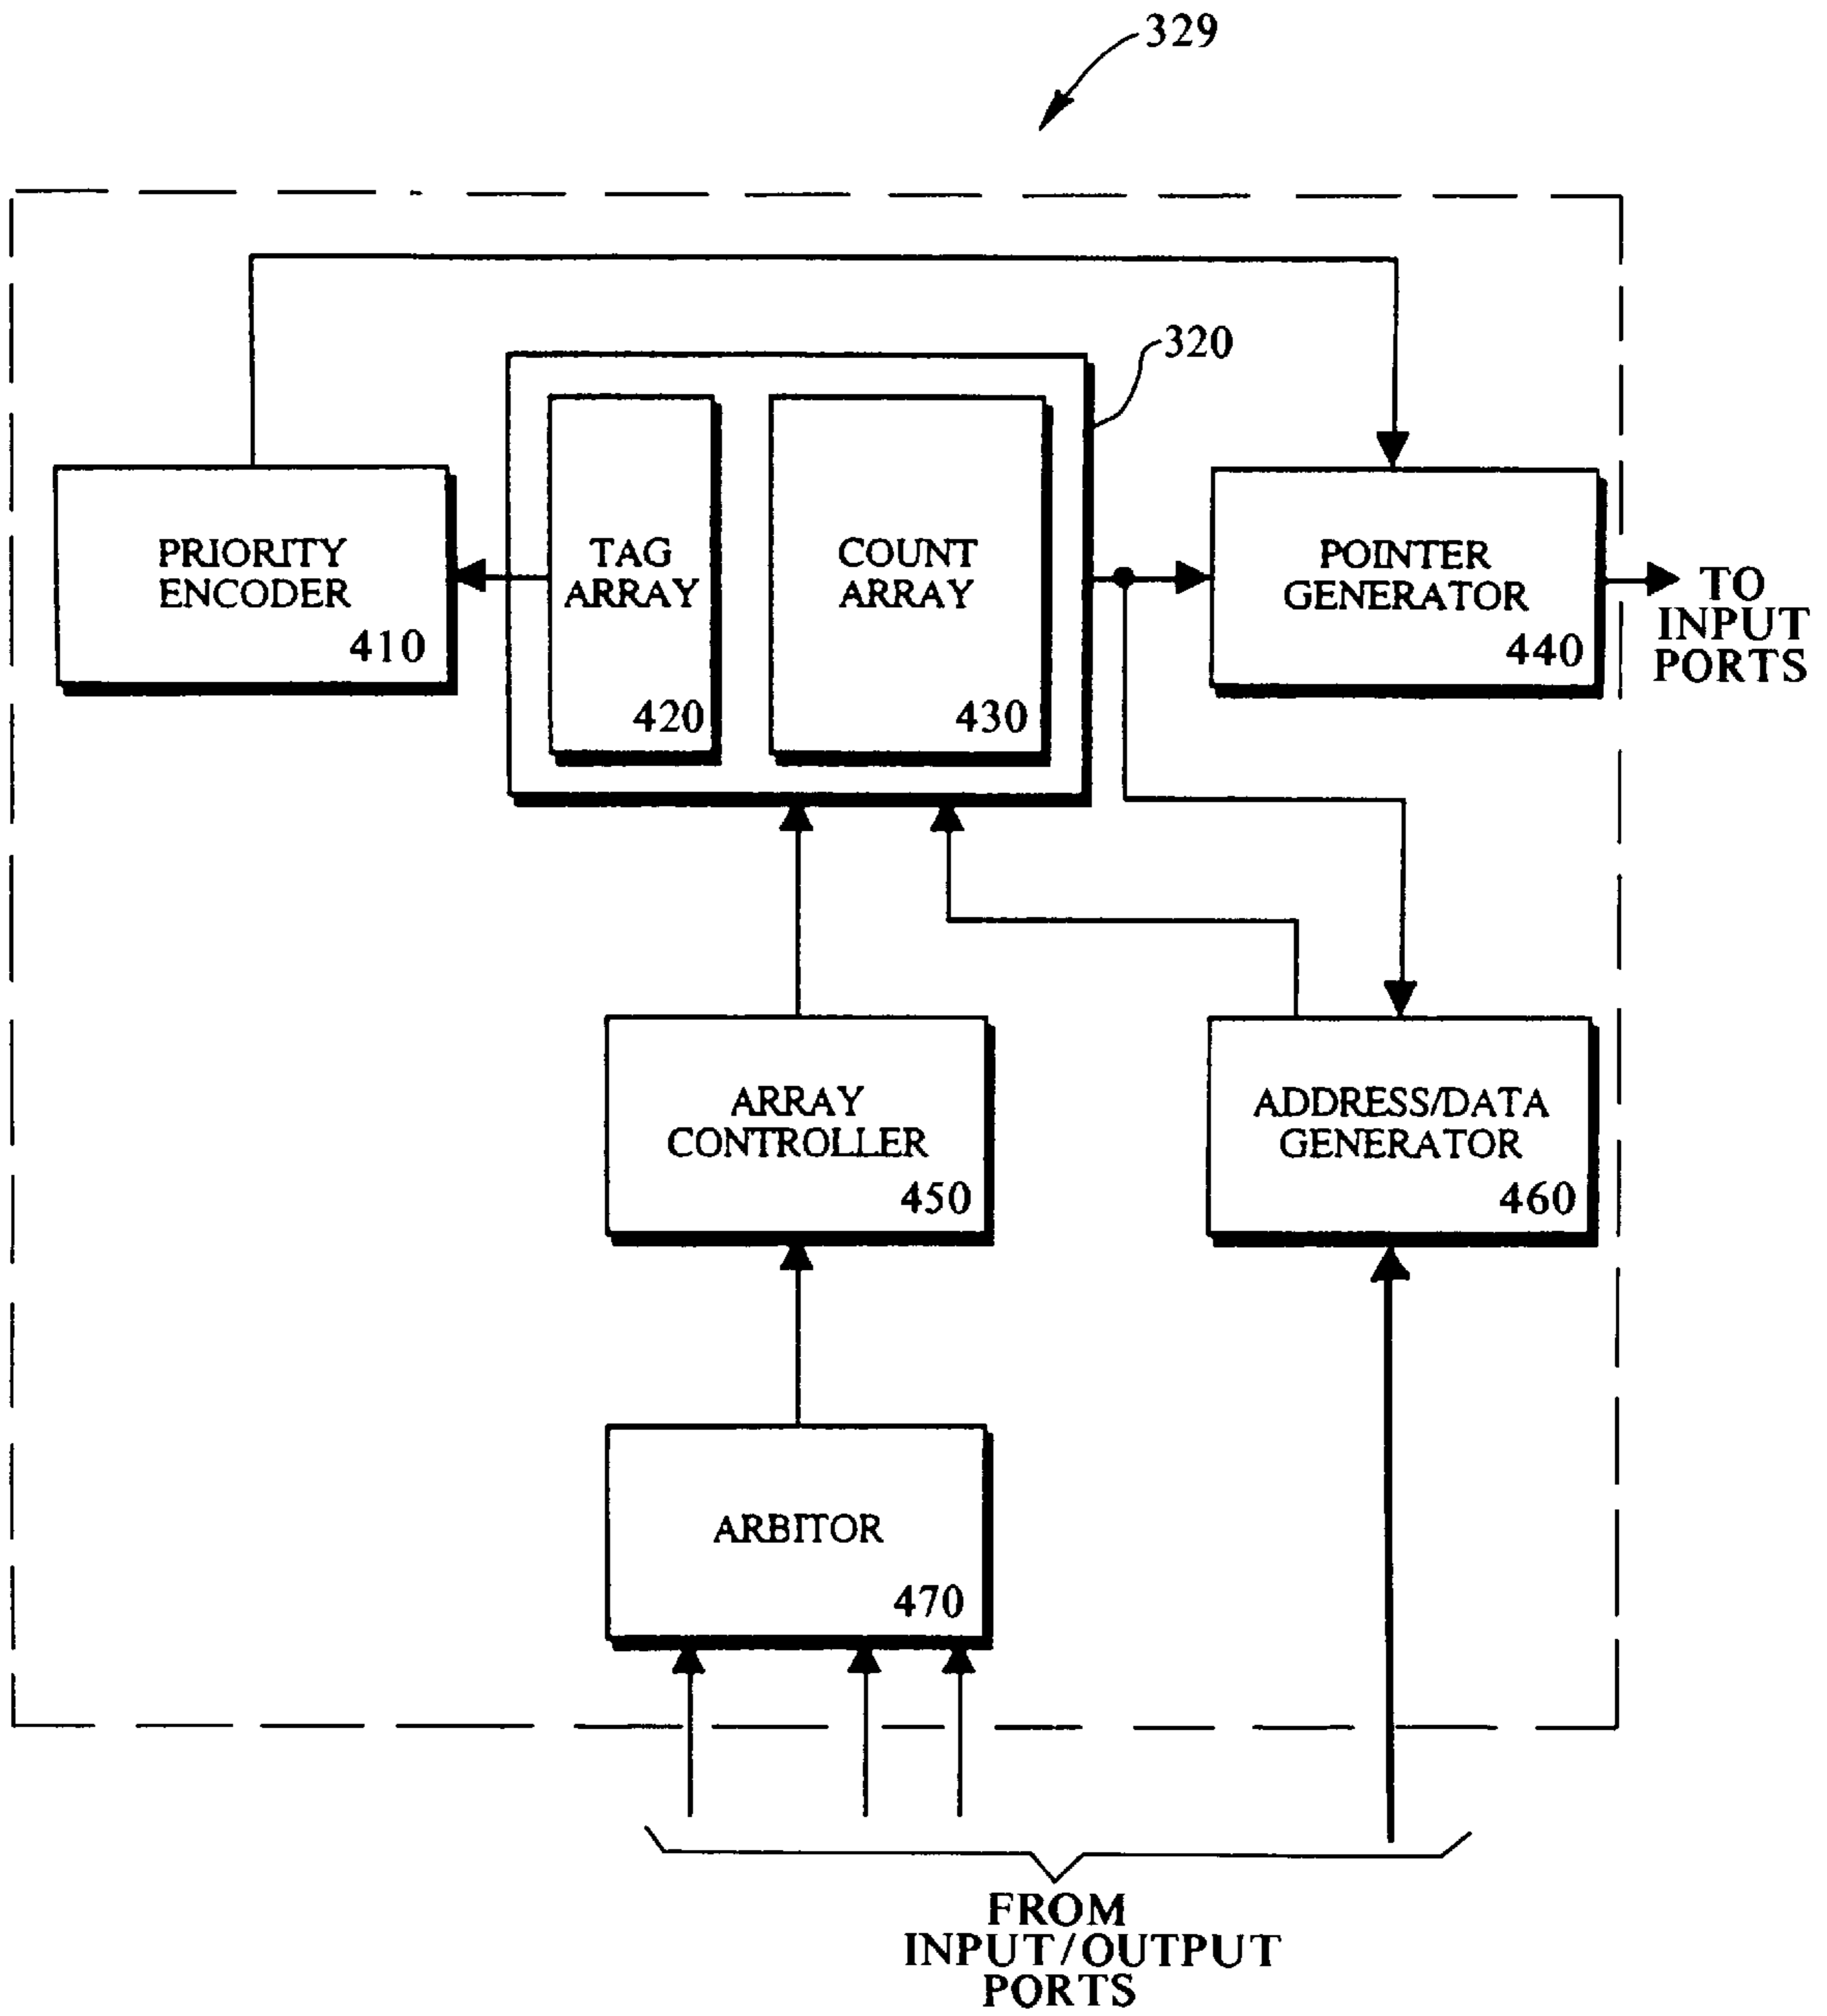 329
320
PRIORITY
ENCODER
410
TAG
ARRAY
420
COUNT
ARRAY
430
POINTER
GENERATOR
440
TO
INPUT
PORTS
ARRAY
CONTROLLER
450
ADDRESS/DATA
GENERATOR
460
ARBITOR
470
FROM
INPUT/OUTPUT
PORTS